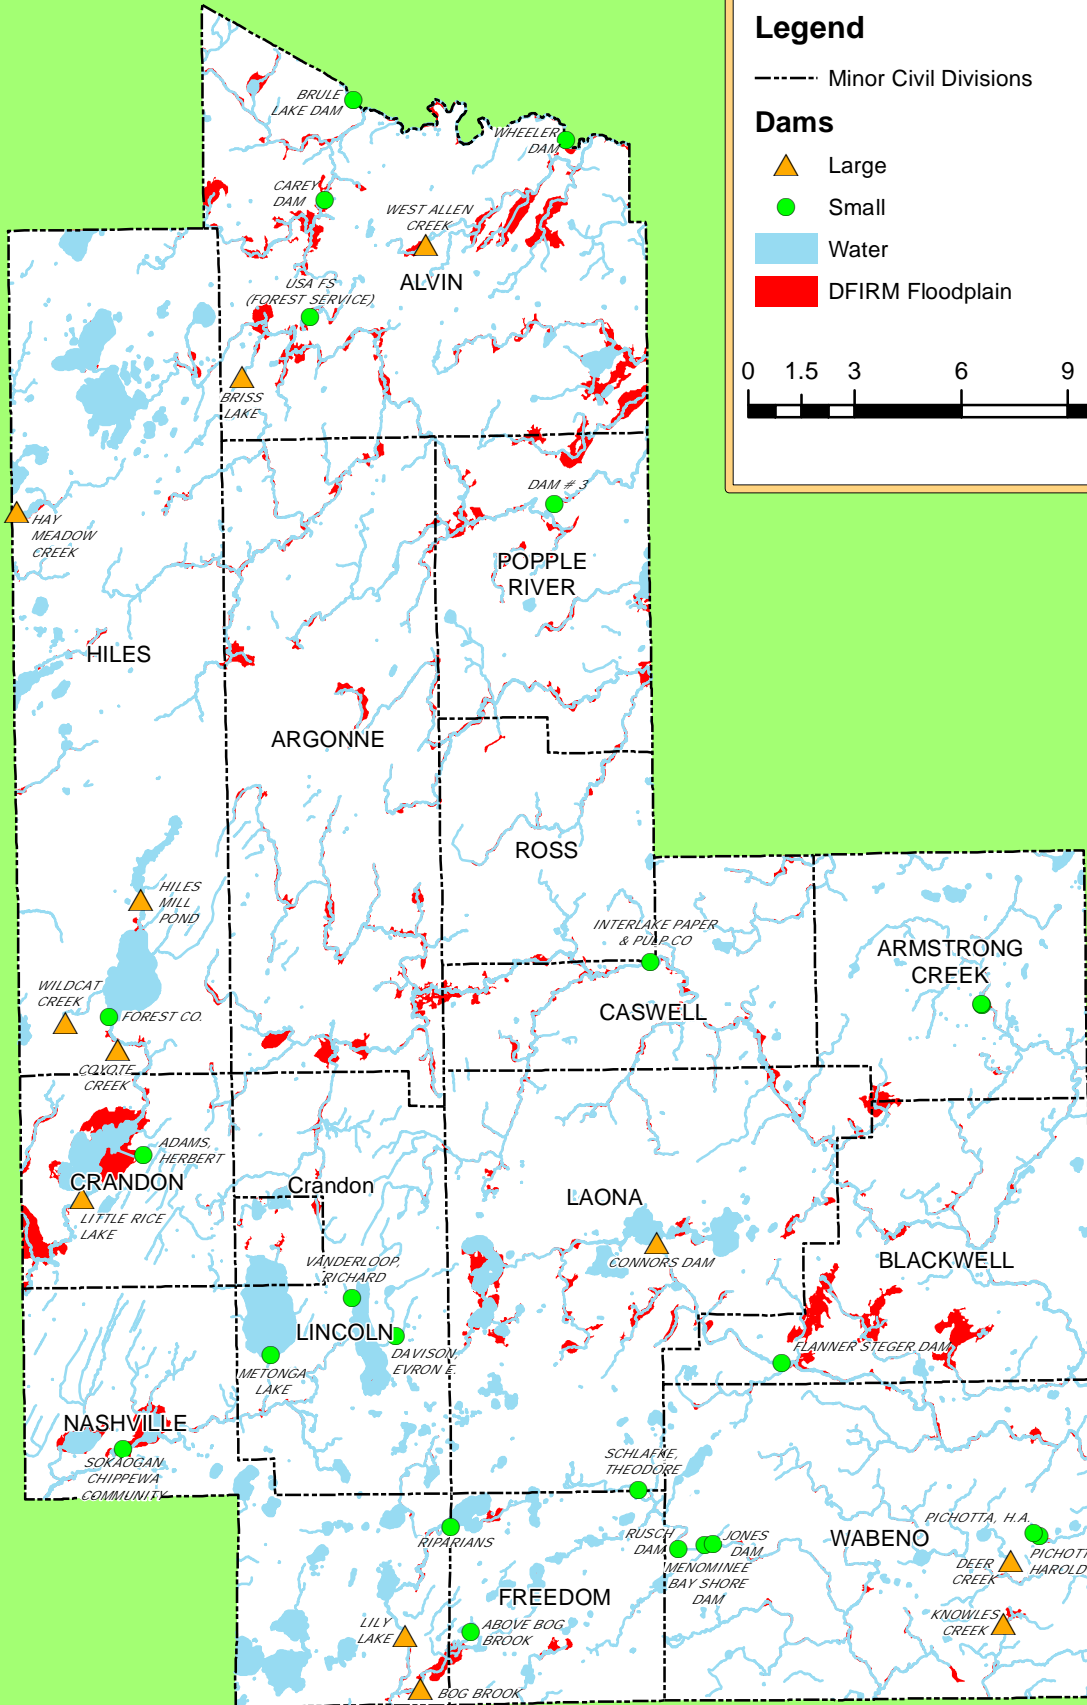 Legend
Minor Civil Divisions
Dams
Large
Small
Water
DFIRM Floodplain
0 1.5 3 6 9
BRULE
LAKE DAM
WHEELER
DAM
CAREY
DAM
WEST ALLEN
CREEK
ALVIN
USA FS
(FOREST SERVICE)
BRISS
LAKE
HAY
MEADOW
CREEK
DAM # 3
POPPLE
RIVER
HILES
ARGONNE
ROSS
HILES
MILL
POND
INTERLAKE PAPER
& PULP CO
ARMSTRONG
CREEK
WILDCAT
CREEK
FOREST CO.
CASWELL
COYOTE
CREEK
ADAMS,
HERBERT
CRANDON
Crandon
LITTLE RICE
LAKE
LAONA
CONNORS DAM
BLACKWELL
VANDERLOOP,
RICHARD
LINCOLN
DAVISON,
EVRON E.
METONGA
LAKE
FLANNER STEGER DAM
NASHVILLE
SOKAOGAN
CHIPPEWA
COMMUNITY
SCHLAFKE,
THEODORE
RIPARIANS
RUSCH
DAM
JONES
DAM
MENOMINEE
BAY SHORE
DAM
WABENO
PICHOTTA, H.A.
PICHOTT
HAROLD
DEER
CREEK
FREEDOM
KNOWLES
CREEK
LILY
LAKE
ABOVE BOG
BROOK
BOG BROOK